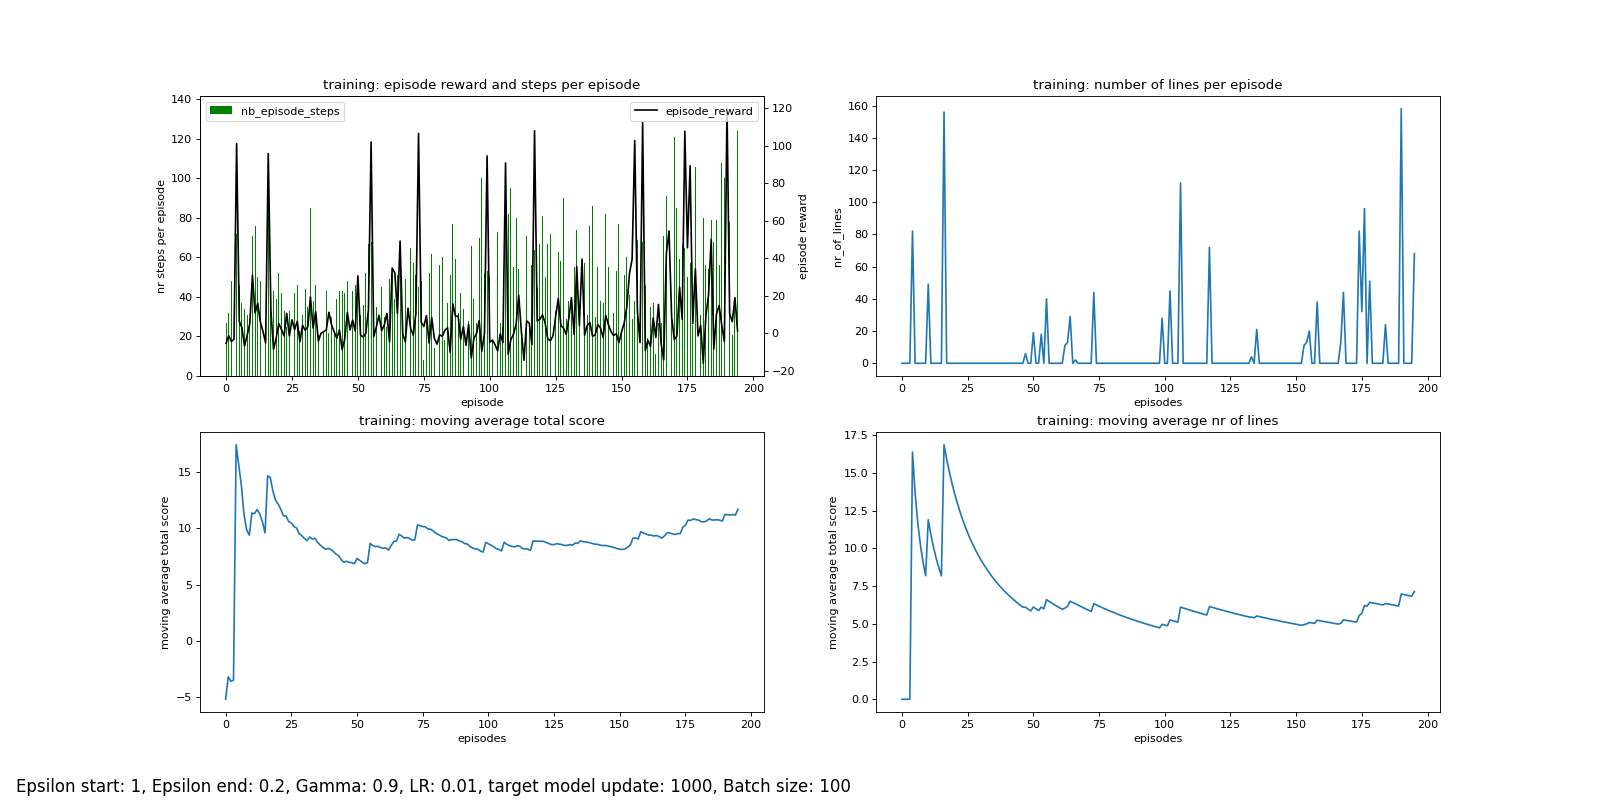 training: episode reward and steps per episode
nr steps per episode
140
120
100
80
60
40
20
0
nb_episode_steps
episode_reward
120
100
80
60
40
20
0
−20
episode reward
0 25 50 75 100 125 150 175 200
episode
training: number of lines per episode
nr_of_lines
160
140
120
100
80
60
40
20
0
0 25 50 75 100 125 150 175 200
episodes
training: moving average total score
moving average total score
15
10
5
0
−5
0 25 50 75 100 125 150 175 200
episodes
training: moving average nr of lines
moving average total score
17.5
15.0
12.5
10.0
7.5
5.0
2.5
0.0
0 25 50 75 100 125 150 175 200
episodes
Epsilon start: 1, Epsilon end: 0.2, Gamma: 0.9, LR: 0.01, target model update: 1000, Batch size: 100